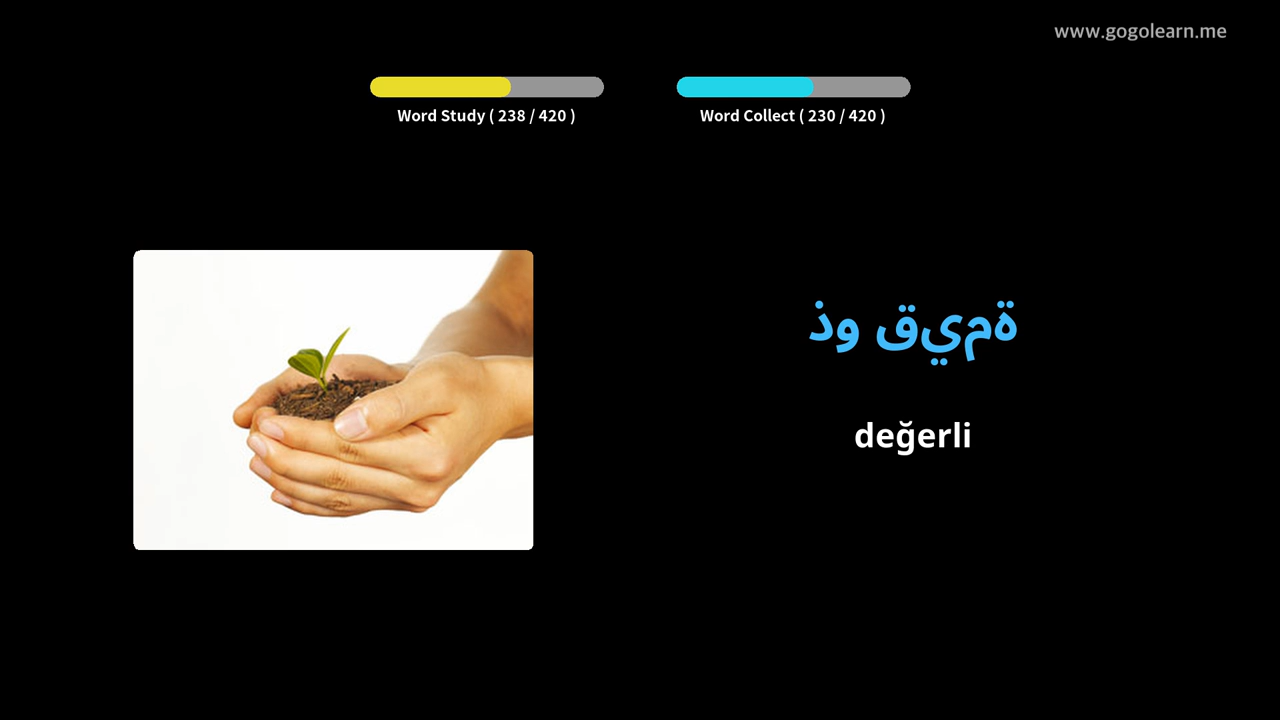 www.gogolearn.me
Word Study ( 238 / 420 )
Word Collect ( 230 / 420 )
ذو قيمة
değerli